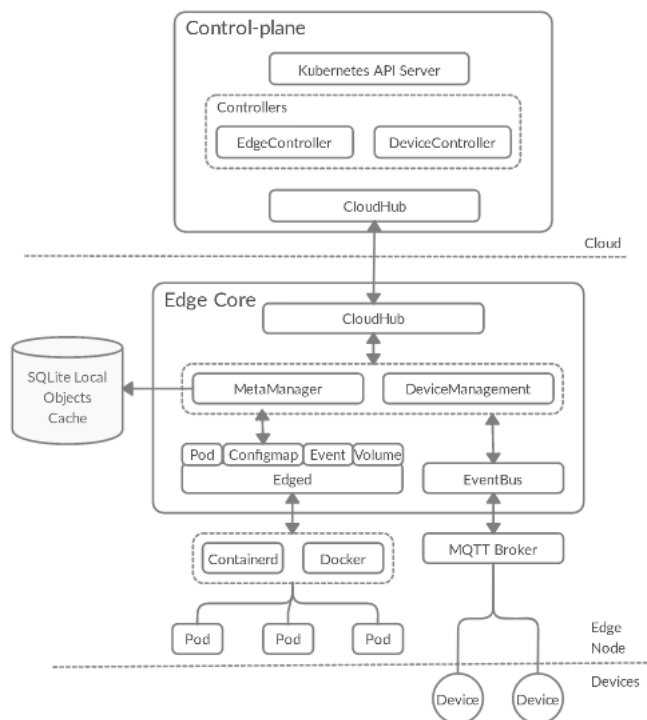 Control-plane
Kubernetes API Server
Controllers
EdgeController
DeviceController
CloudHub
Cloud
Edge Core
CloudHub
SQLite Local
Objects
Cache
MetaManager
DeviceManagement
Pod
Configmap
Event
Volume
Edged
EventBus
Containerd
Docker
MQTT Broker
Pod
Pod
Pod
Edge
Node
Devices
Device
Device